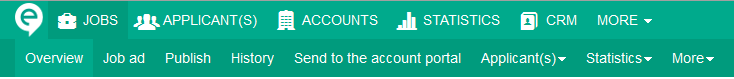 e JOBS APPLICANT(S) ACCOUNTS STATISTICS CRM MORE
Overview Job ad Publish History Send to the account portal Applicant(s) Statistics More